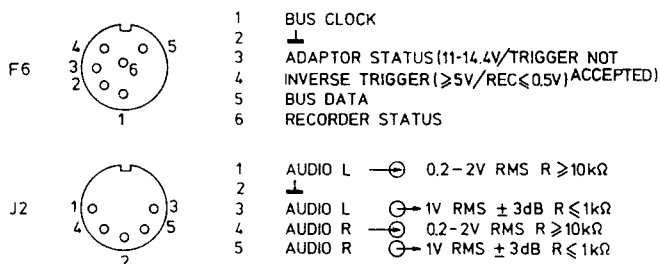 F6
4 5
3 6
2
1
1 BUS CLOCK
2 ⊥
3 ADAPTOR STATUS(11-14.4V/TRIGGER NOT
4 INVERSE TRIGGER(⩾5V/REC⩽0.5V) ACCEPTED)
5 BUS DATA
6 RECORDER STATUS
J2
1 3
4 5
2
1 AUDIO L 0.2-2V RMS R⩾10kΩ
2 ⊥
3 AUDIO L 1V RMS ±3dB R⩽1kΩ
4 AUDIO R 0.2-2V RMS R⩾10kΩ
5 AUDIO R 1V RMS ±3dB R⩽1kΩ